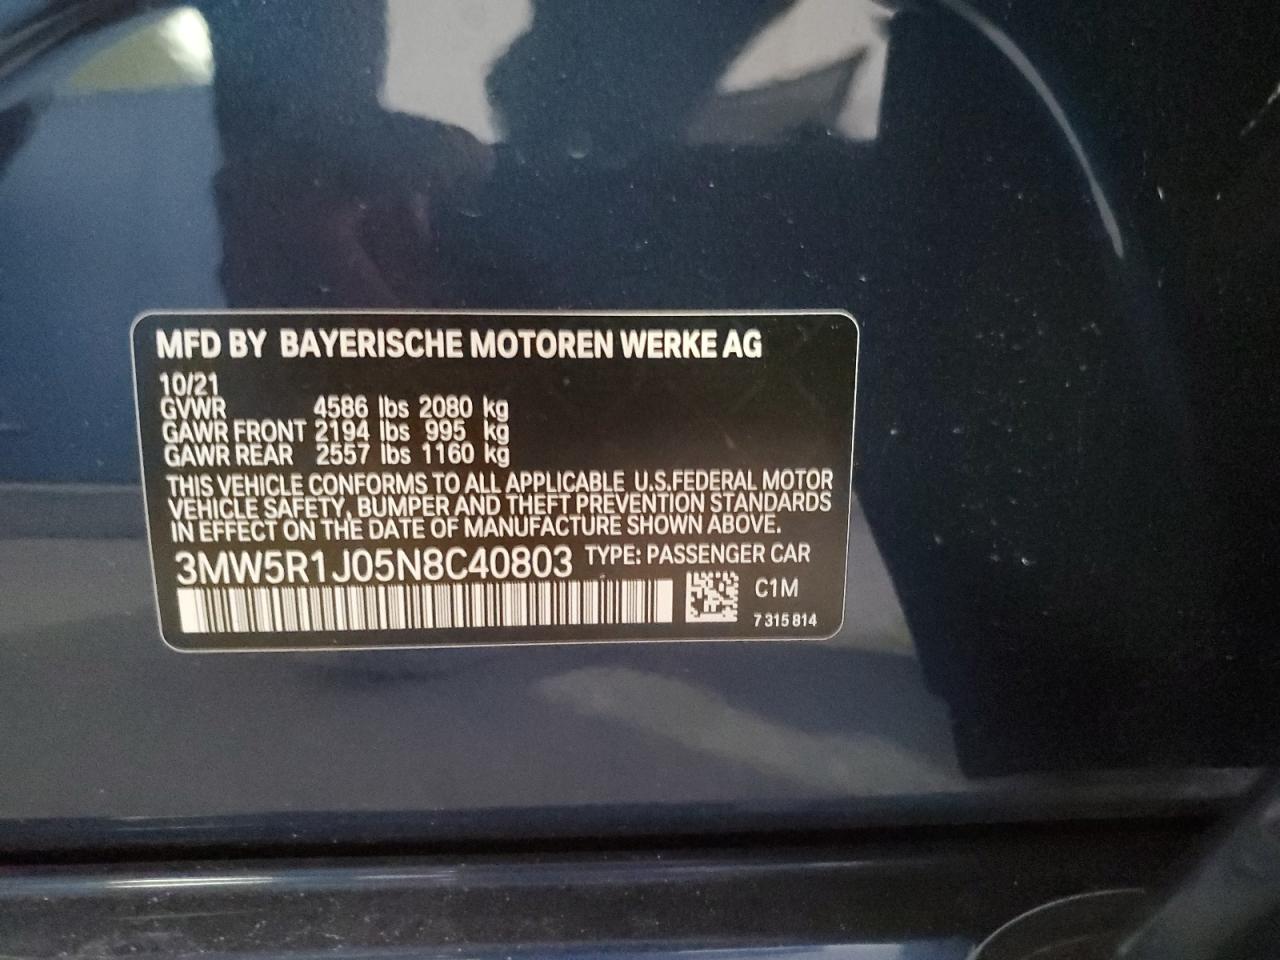 MFD BY BAYERISCHE MOTOREN WERKE AG
10/21
GVWR 4586 lbs 2080 kg
GAWR FRONT 2194 lbs 995 kg
GAWR REAR 2557 lbs 1160 kg
THIS VEHICLE CONFORMS TO ALL APPLICABLE U.S.FEDERAL MOTOR
VEHICLE SAFETY, BUMPER AND THEFT PREVENTION STANDARDS
IN EFFECT ON THE DATE OF MANUFACTURE SHOWN ABOVE.
3MW5R1J05N8C40803 TYPE: PASSENGER CAR
C1M
7 315 814